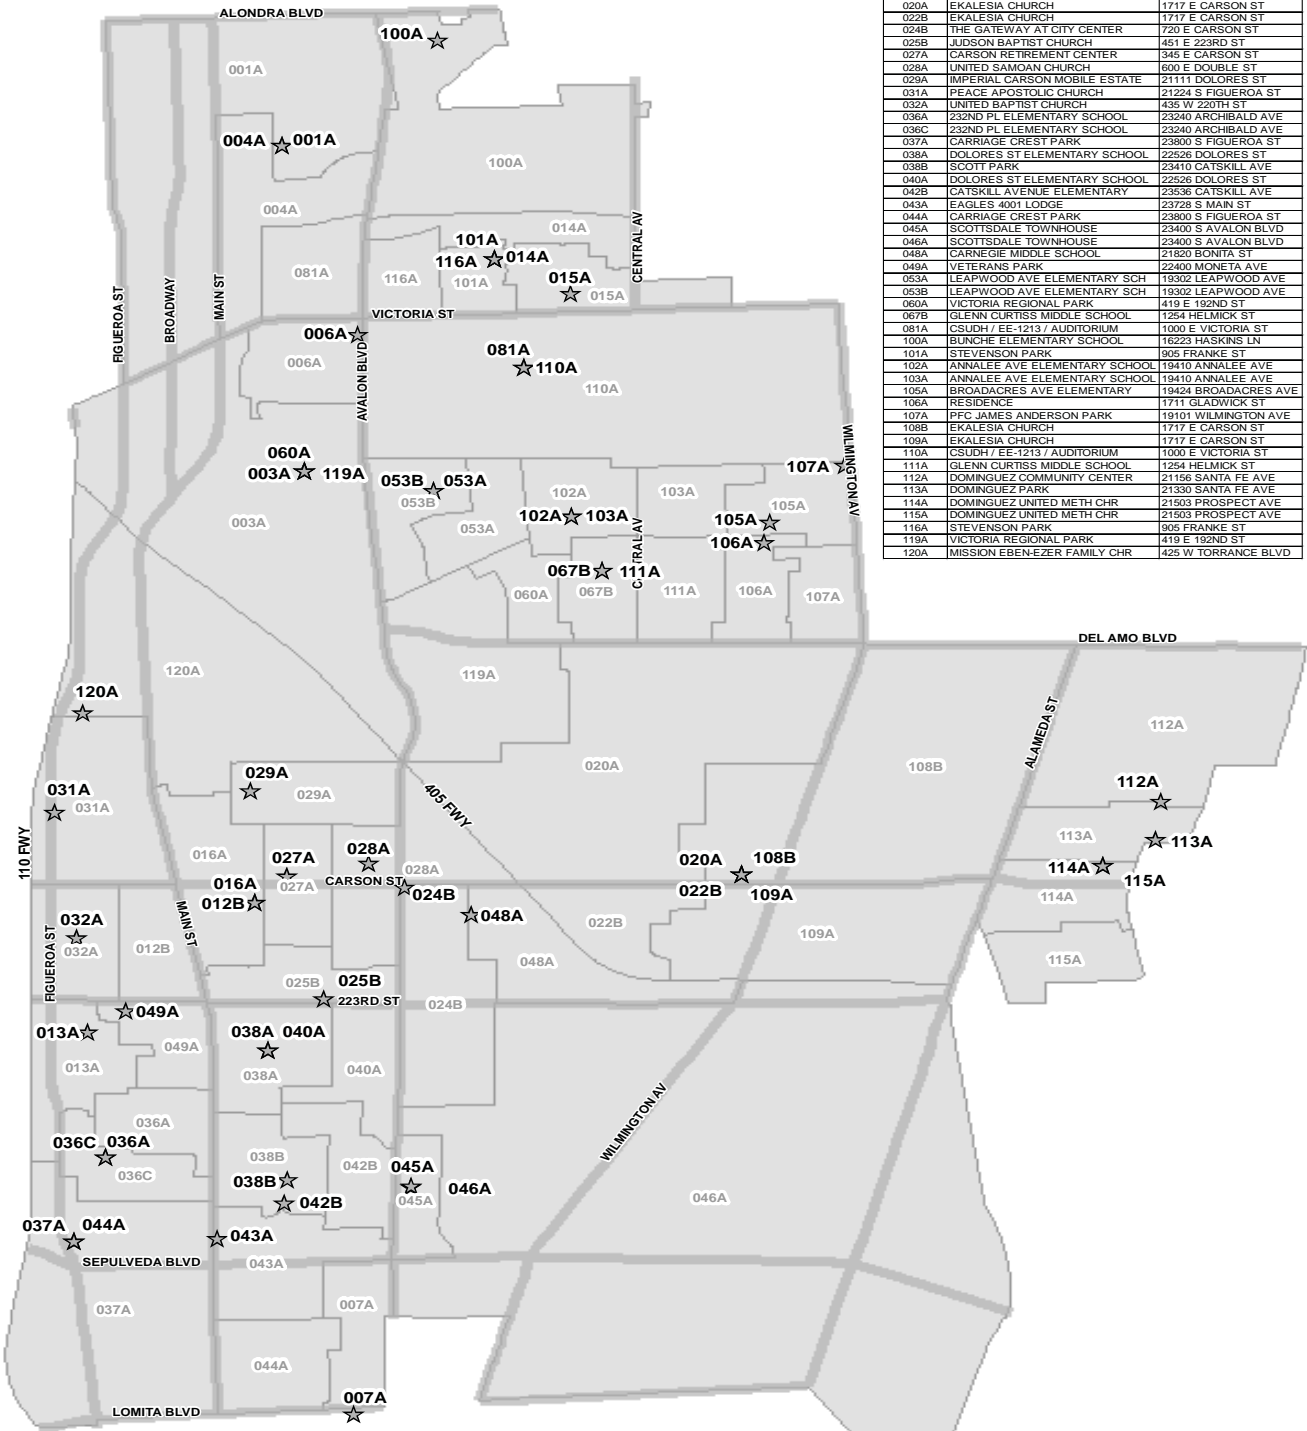 020A EKALESIA CHURCH 1717 E CARSON ST
022B EKALESIA CHURCH 1717 E CARSON ST
024B THE GATEWAY AT CITY CENTER 720 E CARSON ST
025B JUDSON BAPTIST CHURCH 451 E 223RD ST
027A CARSON RETIREMENT CENTER 345 E CARSON ST
028A UNITED SAMOAN CHURCH 600 E DOUBLE ST
029A IMPERIAL CARSON MOBILE ESTATE 21111 DOLORES ST
031A PEACE APOSTOLIC CHURCH 21224 S FIGUEROA ST
032A UNITED BAPTIST CHURCH 435 W 220TH ST
036A 232ND PL ELEMENTARY SCHOOL 23240 ARCHIBALD AVE
036C 232ND PL ELEMENTARY SCHOOL 23240 ARCHIBALD AVE
037A CARRIAGE CREST PARK 23800 S FIGUEROA ST
038A DOLORES ST ELEMENTARY SCHOOL 22526 DOLORES ST
038B SCOTT PARK 23410 CATSKILL AVE
040A DOLORES ST ELEMENTARY SCHOOL 22526 DOLORES ST
042B CATSKILL AVENUE ELEMENTARY 23536 CATSKILL AVE
043A EAGLES 4001 LODGE 23728 S MAIN ST
044A CARRIAGE CREST PARK 23800 S FIGUEROA ST
045A SCOTTSDALE TOWNHOUSE 23400 S AVALON BLVD
046A SCOTTSDALE TOWNHOUSE 23400 S AVALON BLVD
048A CARNEGIE MIDDLE SCHOOL 21820 BONITA ST
049A VETERANS PARK 22400 MONETA AVE
053A LEAPWOOD AVE ELEMENTARY SCH 19302 LEAPWOOD AVE
053B LEAPWOOD AVE ELEMENTARY SCH 19302 LEAPWOOD AVE
060A VICTORIA REGIONAL PARK 419 E 192ND ST
067B GLENN CURTISS MIDDLE SCHOOL 1254 HELMICK ST
081A CSUDH / EE-1213 / AUDITORIUM 1000 E VICTORIA ST
100A BUNCHE ELEMENTARY SCHOOL 16223 HASKINS LN
101A STEVENSON PARK 905 FRANKE ST
102A ANNALEE AVE ELEMENTARY SCHOOL 19410 ANNALEE AVE
103A ANNALEE AVE ELEMENTARY SCHOOL 19410 ANNALEE AVE
105A BROADACRES AVE ELEMENTARY 19424 BROADACRES AVE
106A RESIDENCE 1711 GLADWICK ST
107A PFC JAMES ANDERSON PARK 19101 WILMINGTON AVE
108B EKALESIA CHURCH 1717 E CARSON ST
109A EKALESIA CHURCH 1717 E CARSON ST
110A CSUDH / EE-1213 / AUDITORIUM 1000 E VICTORIA ST
111A GLENN CURTISS MIDDLE SCHOOL 1254 HELMICK ST
112A DOMINGUEZ COMMUNITY CENTER 21156 SANTA FE AVE
113A DOMINGUEZ PARK 21330 SANTA FE AVE
114A DOMINGUEZ UNITED METH CHR 21503 PROSPECT AVE
115A DOMINGUEZ UNITED METH CHR 21503 PROSPECT AVE
116A STEVENSON PARK 905 FRANKE ST
119A VICTORIA REGIONAL PARK 419 E 192ND ST
120A MISSION EBEN-EZER FAMILY CHR 425 W TORRANCE BLVD
ALONDRA BLVD
100A
001A
004A 001A
100A
004A
014A
101A
116A 014A
081A
116A
101A
015A
015A
CENTRAL AV
FIGUEROA ST
BROADWAY
MAIN ST
VICTORIA ST
006A
006A
AVALON BLVD
081A
110A
110A
WILMINGTON AV
060A
003A 119A
003A
053B 053A
053B
053A
102A
103A
107A
105A
102A 103A
105A
106A
CENTRAL AV
067B 111A
060A
067B
111A
106A
107A
DEL AMO BLVD
120A
119A
120A
112A
ALAMEDA ST
020A
108B
029A
029A
112A
031A
031A
405 FWY
110 FWY
113A
113A
016A
027A
028A
028A
020A 108B
114A
115A
016A
027A
CARSON ST
024B
022B 109A
114A
012B
048A
MAIN ST
032A
032A
012B
022B
109A
048A
115A
FIGUEROA ST
025B
025B
223RD ST
024B
049A
013A
038A 040A
049A
013A
038A
040A
WILMINGTON AV
036A
036C 036A
036C
038B
042B
038B
045A
045A
046A
046A
042B
037A 044A
043A
SEPULVEDA BLVD
043A
037A
007A
044A
007A
LOMITA BLVD